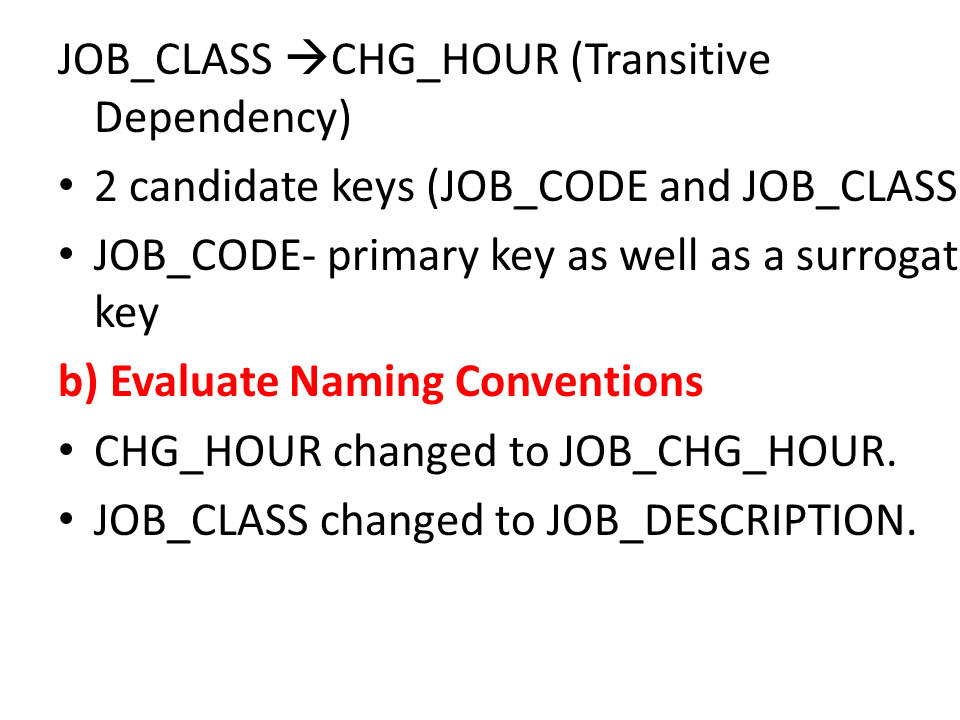 JOB_CLASS →CHG_HOUR (Transitive
Dependency)
• 2 candidate keys (JOB_CODE and JOB_CLASS
• JOB_CODE- primary key as well as a surrogat
key
b) Evaluate Naming Conventions
• CHG_HOUR changed to JOB_CHG_HOUR.
• JOB_CLASS changed to JOB_DESCRIPTION.